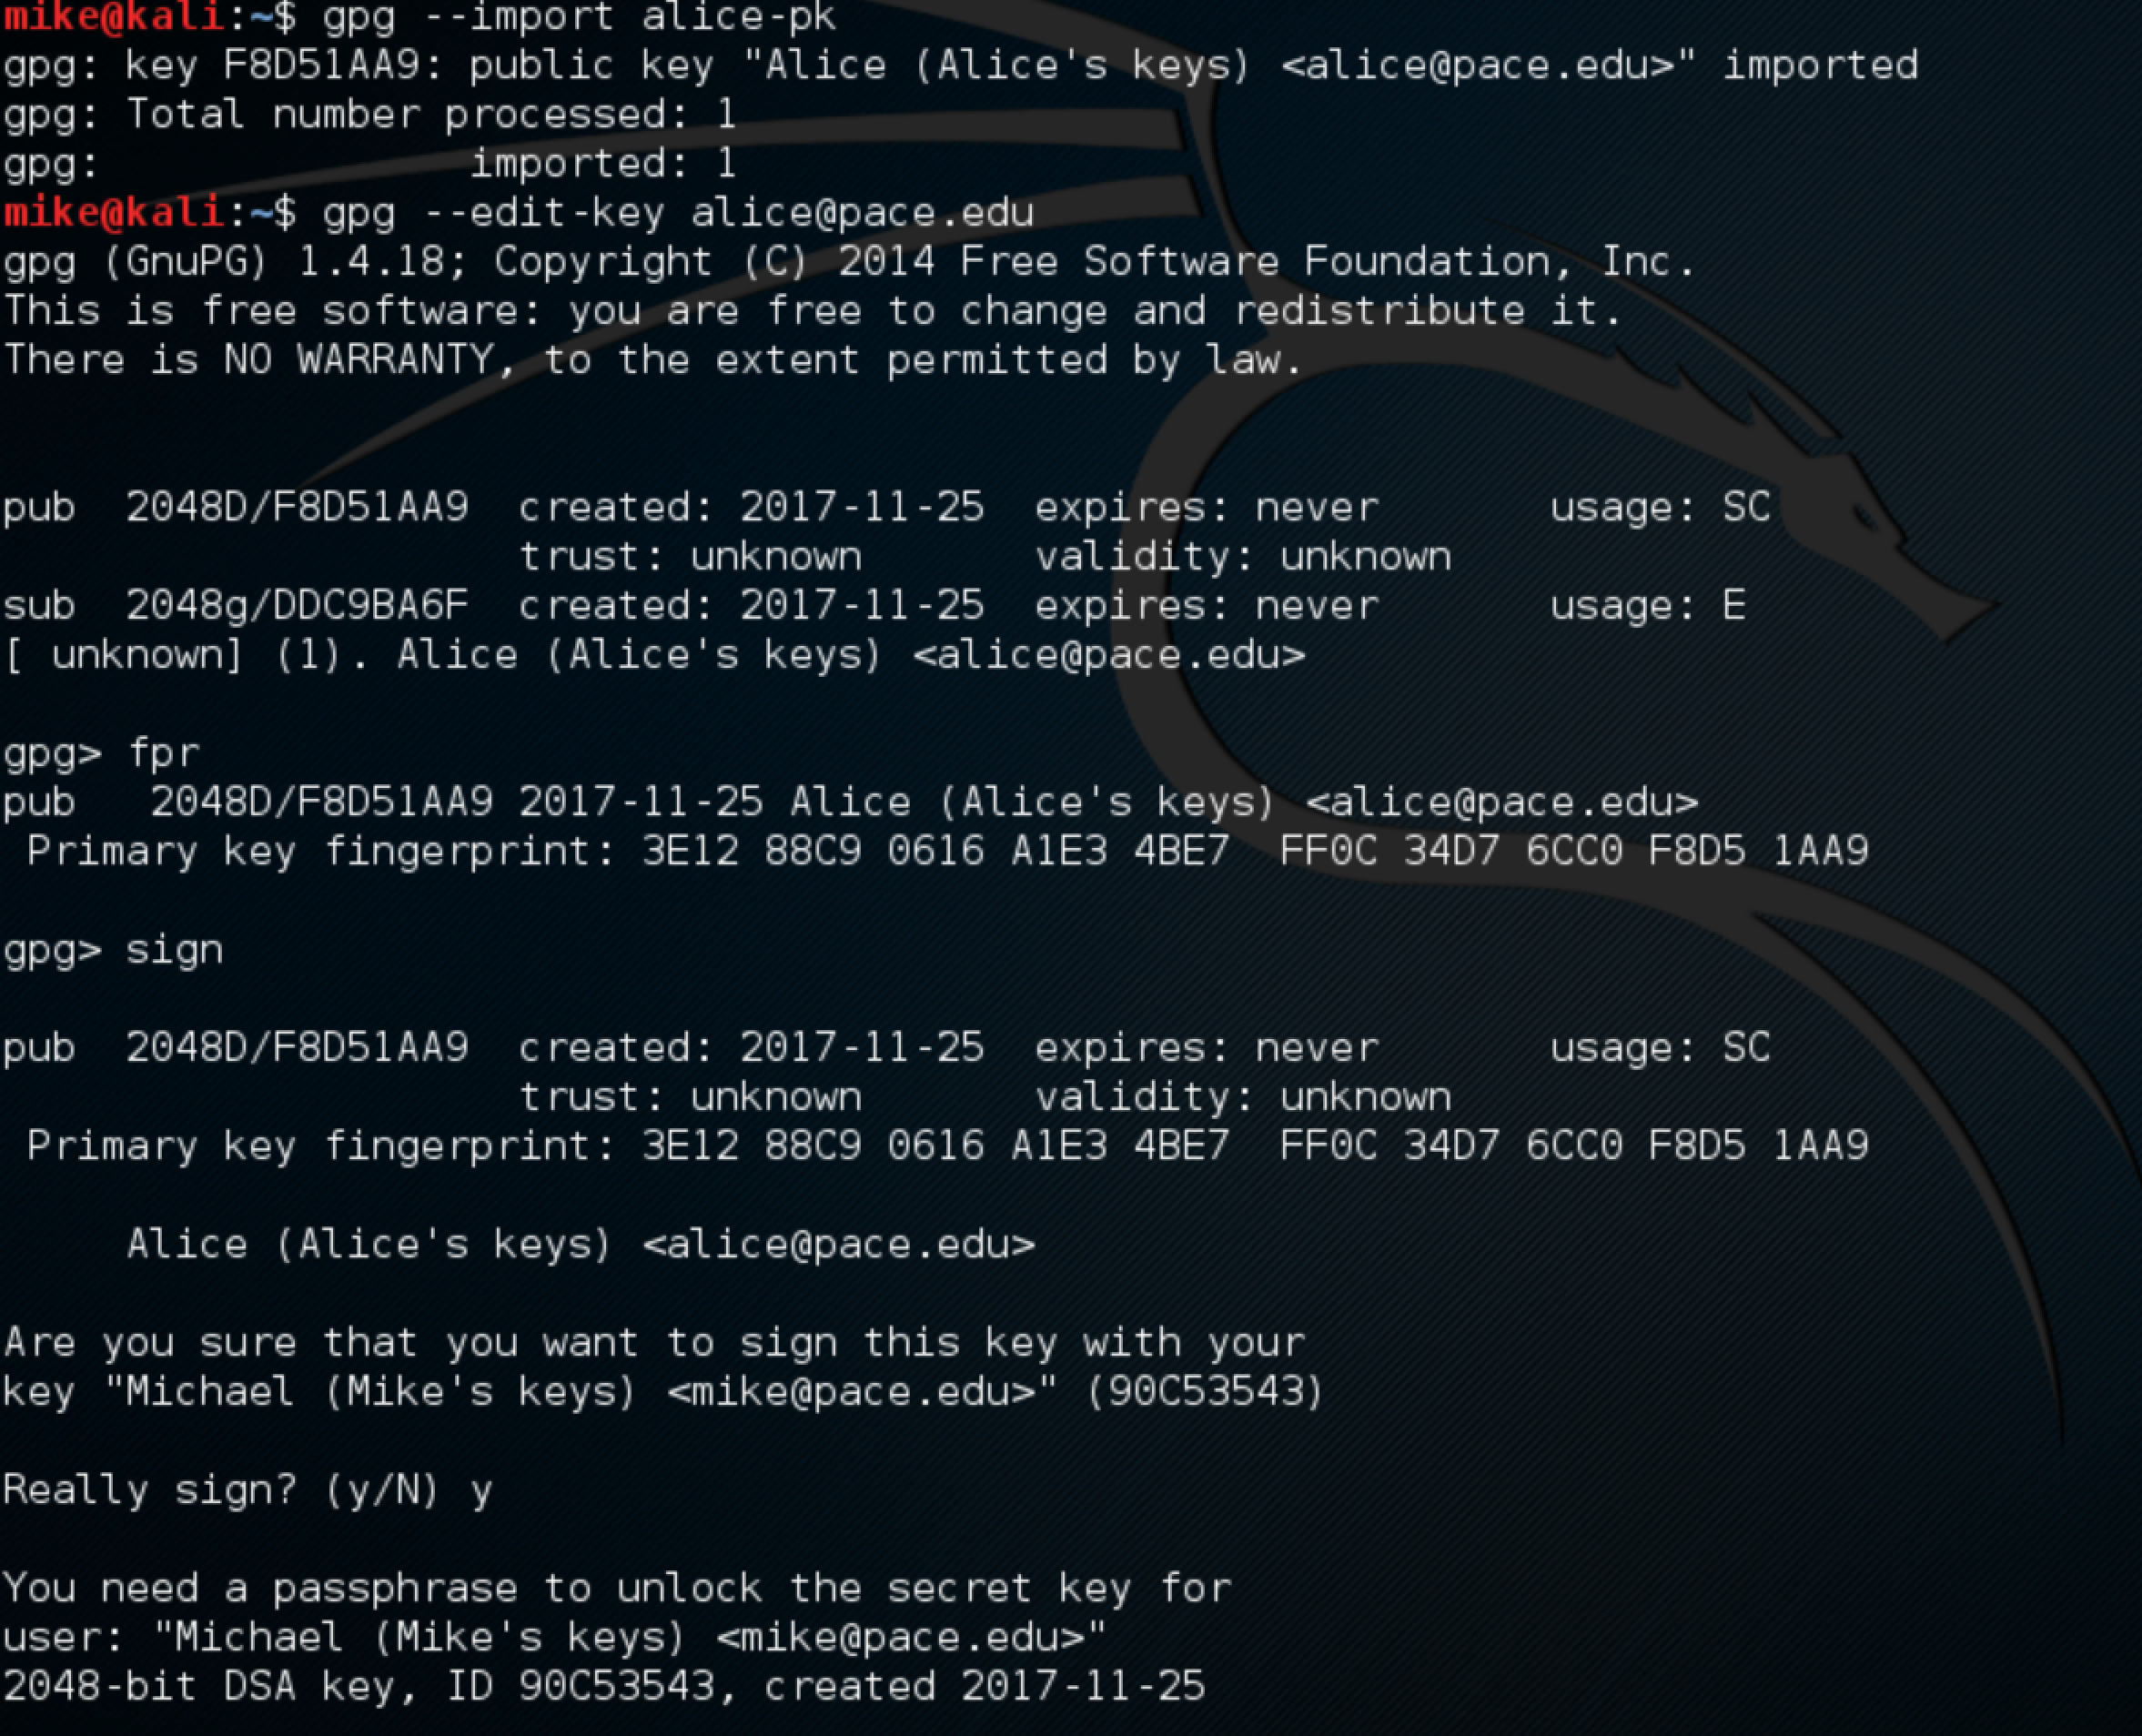 mike@kali:~$ gpg --import alice-pk
gpg: key F8D51AA9: public key "Alice (Alice's keys) <alice@pace.edu>" imported
gpg: Total number processed: 1
gpg:               imported: 1
mike@kali:~$ gpg --edit-key alice@pace.edu
gpg (GnuPG) 1.4.18; Copyright (C) 2014 Free Software Foundation, Inc.
This is free software: you are free to change and redistribute it.
There is NO WARRANTY, to the extent permitted by law.
pub  2048D/F8D51AA9  created: 2017-11-25  expires: never       usage: SC
                     trust: unknown       validity: unknown
sub  2048g/DDC9BA6F  created: 2017-11-25  expires: never       usage: E
[ unknown] (1). Alice (Alice's keys) <alice@pace.edu>
gpg> fpr
pub   2048D/F8D51AA9 2017-11-25 Alice (Alice's keys) <alice@pace.edu>
 Primary key fingerprint: 3E12 88C9 0616 A1E3 4BE7  FF0C 34D7 6CC0 F8D5 1AA9
gpg> sign
pub  2048D/F8D51AA9  created: 2017-11-25  expires: never       usage: SC
                     trust: unknown       validity: unknown
 Primary key fingerprint: 3E12 88C9 0616 A1E3 4BE7  FF0C 34D7 6CC0 F8D5 1AA9
     Alice (Alice's keys) <alice@pace.edu>
Are you sure that you want to sign this key with your
key "Michael (Mike's keys) <mike@pace.edu>" (90C53543)
Really sign? (y/N) y
You need a passphrase to unlock the secret key for
user: "Michael (Mike's keys) <mike@pace.edu>"
2048-bit DSA key, ID 90C53543, created 2017-11-25